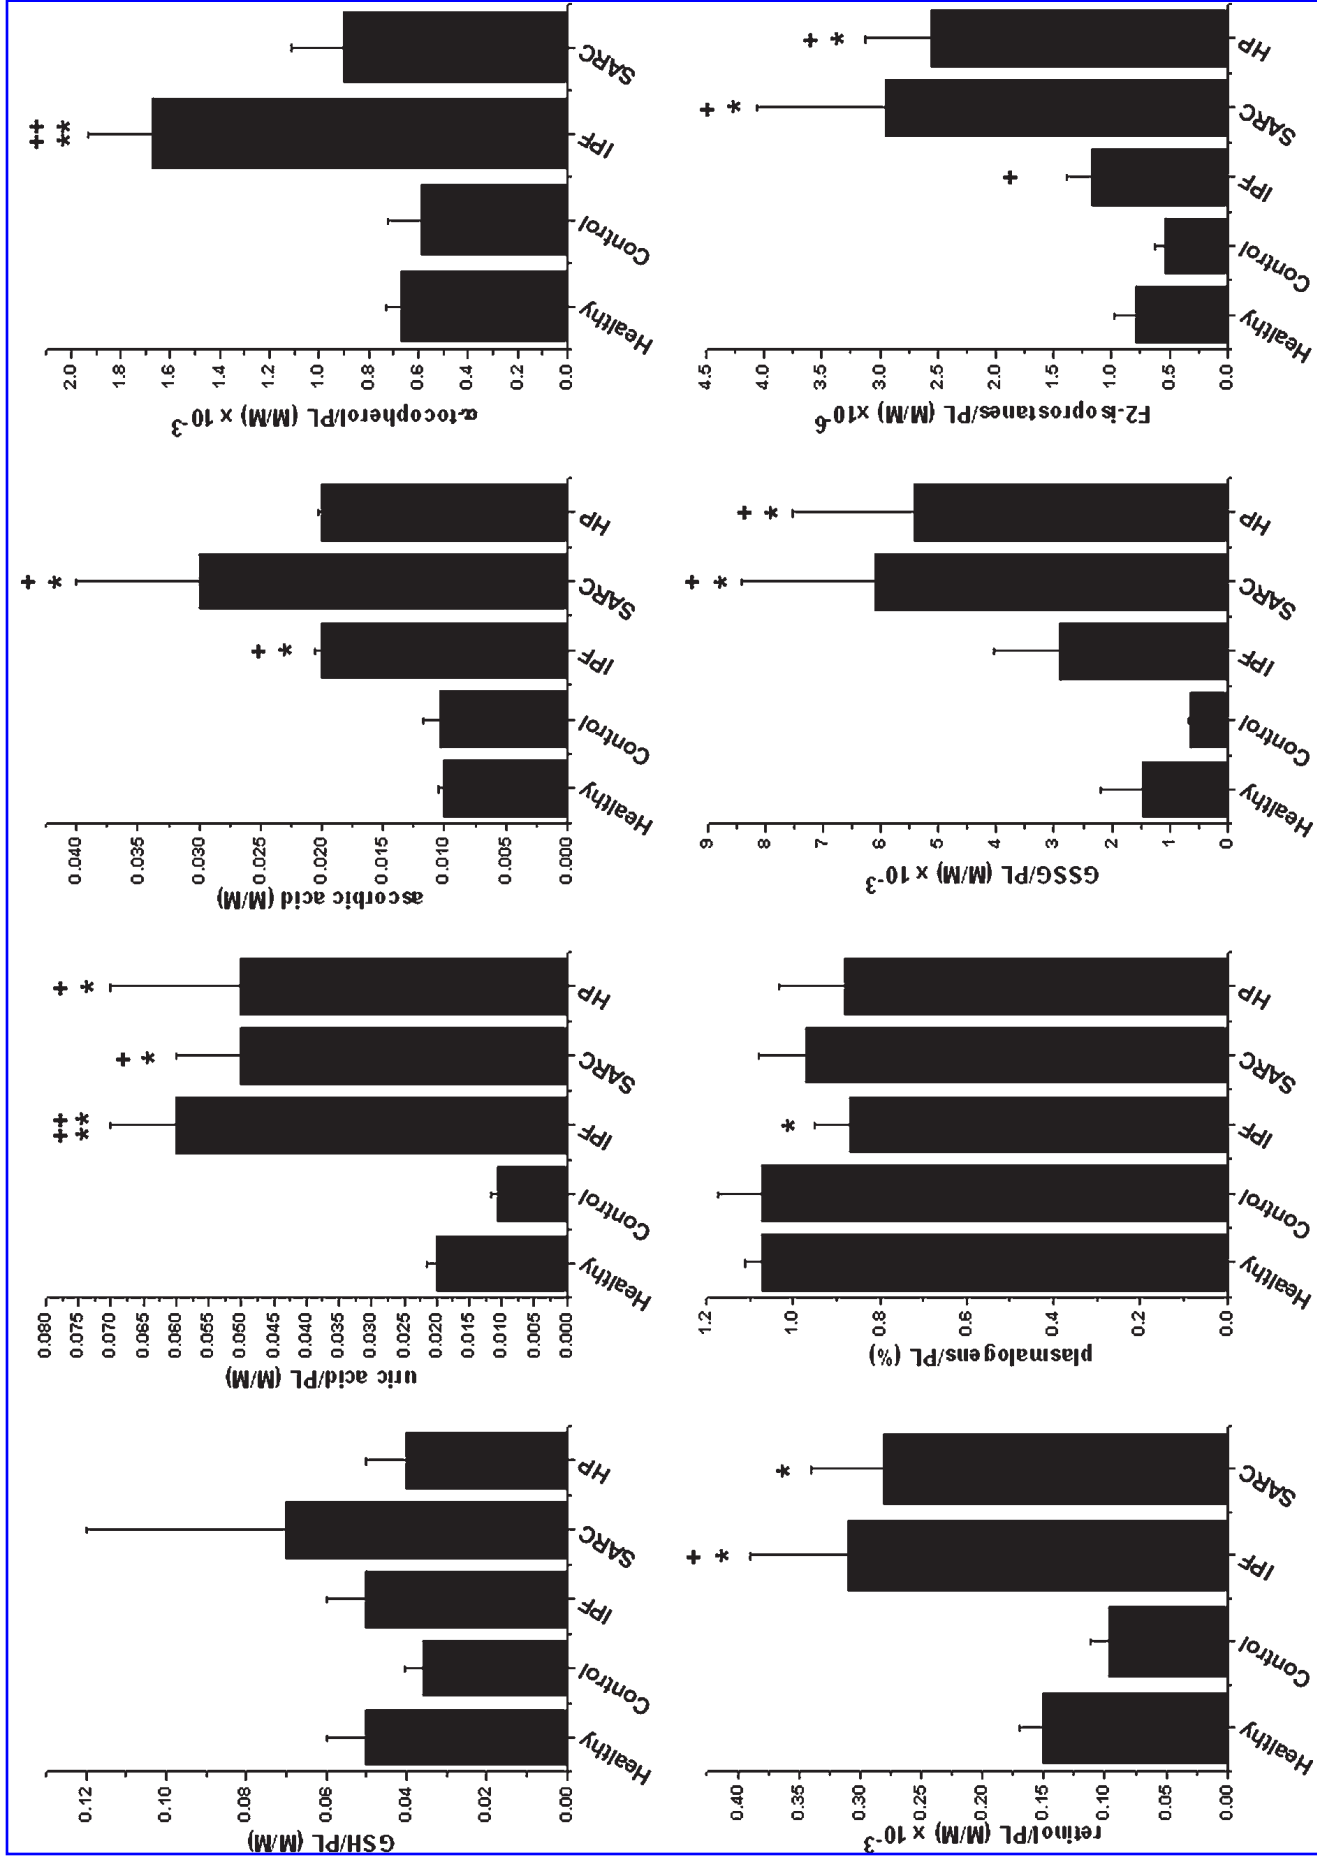 GSH/PL (M/M)
0.12
0.10
0.08
0.06
0.04
0.02
0.00
Healthy
Control
IPF
SARC
HP
uric acid/PL (M/M)
0.080
0.075
0.070
0.065
0.060
0.055
0.050
0.045
0.040
0.035
0.030
0.025
0.020
0.015
0.010
0.005
0.000
++
**
+
*
+
*
Healthy
Control
IPF
SARC
HP
ascorbic acid (M/M)
0.040
0.030
0.025
0.020
0.015
0.010
0.005
0.000
+
*
+
*
Healthy
Control
IPF
SARC
HP
α-tocopherol/PL (M/M) x 10-3
2.0
1.8
1.6
1.4
1.2
1.0
0.8
0.6
0.4
0.2
0.0
++
**
Healthy
Control
IPF
SARC
retinol/PL (M/M) x 10-3
0.40
0.35
0.30
0.25
0.20
0.15
0.10
0.05
0.00
+
*
*
Healthy
Control
IPF
SARC
plasmalogens/PL (%)
1.2
1.0
0.8
0.6
0.4
0.2
0.0
*
Healthy
Control
IPF
SARC
HP
GSSG/PL (M/M) x 10-3
9
8
7
6
5
4
3
2
1
0
+
*
+
*
Healthy
Control
IPF
SARC
HP
F2-isoprostanes/PL (M/M) x10-6
4.5
4.0
3.5
3.0
2.5
2.0
1.5
1.0
0.5
0.0
+
+
*
+
*
Healthy
Control
IPF
SARC
HP